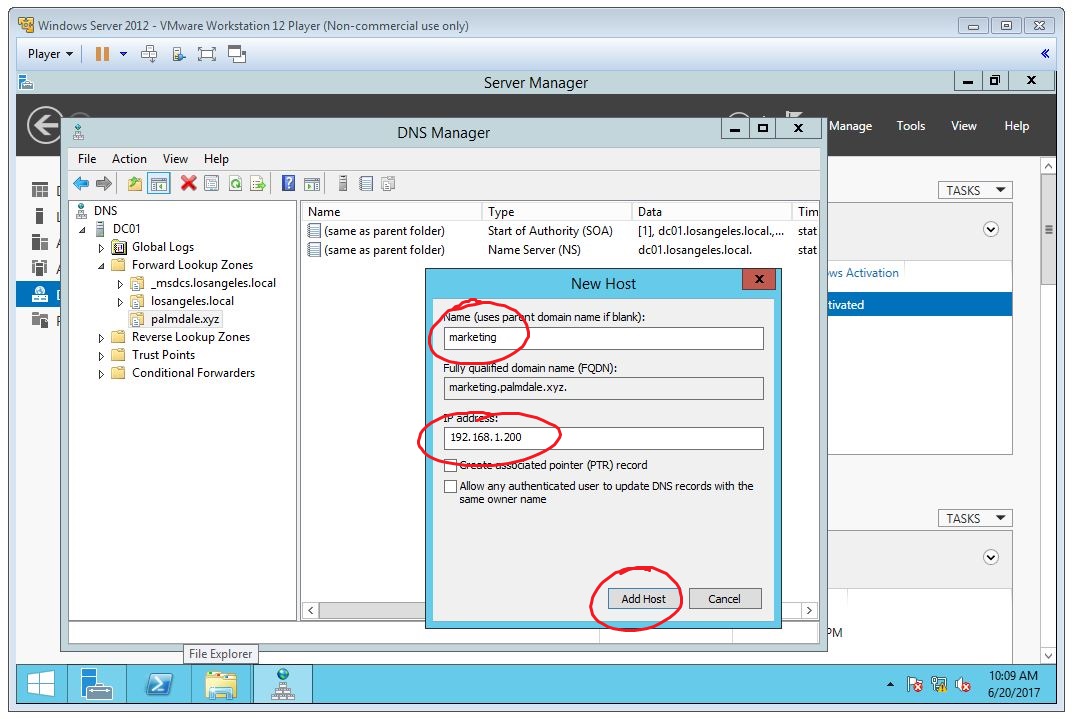 Windows Server 2012 - VMware Workstation 12 Player (Non-commercial use only)
Player
Server Manager
Manage Tools View Help
DNS Manager
File Action View Help
TASKS
DNS
DC01
Global Logs
Forward Lookup Zones
_msdcs.losangeles.local
losangeles.local
palmdale.xyz
Reverse Lookup Zones
Trust Points
Conditional Forwarders
Name Type Data Tim
(same as parent folder) Start of Authority (SOA) [1], dc01.losangeles.local.,... stat
(same as parent folder) Name Server (NS) dc01.losangeles.local. stat
ws Activation
tivated
New Host
Name (uses parent domain name if blank):
marketing
Fully qualified domain name (FQDN):
marketing.palmdale.xyz.
IP address:
192.168.1.200
Create associated pointer (PTR) record
Allow any authenticated user to update DNS records with the
same owner name
Add Host Cancel
TASKS
PM
File Explorer
10:09 AM
6/20/2017